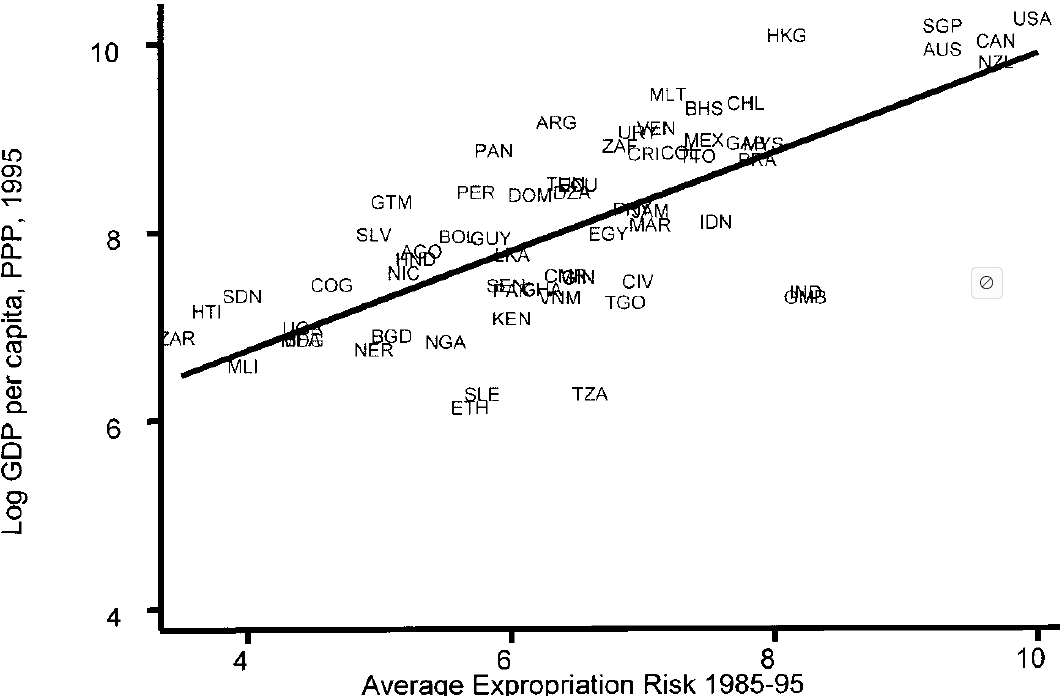 Log GDP per capita, PPP, 1995
10
8
6
4
HKG
SGP
USA
AUS
CAN
NZL
MLT
BHS
CHL
ARG
URY
VEN
PAN
ZAF
MEX
GAB
MYS
CRI
COL
TTO
BRA
TUN
ECU
PER
DOM
DZA
GTM
JAM
MAR
IDN
SLV
BOL
GUY
EGY
AGO
HND
LKA
NIC
CMR
GIN
COG
SEN
PAK
GHA
CIV
IND
GMB
SDN
VNM
TGO
HTI
KEN
UGA
ZAR
BGD
NGA
NER
MLI
SLE
TZA
ETH
4
6
8
10
Average Expropriation Risk 1985-95